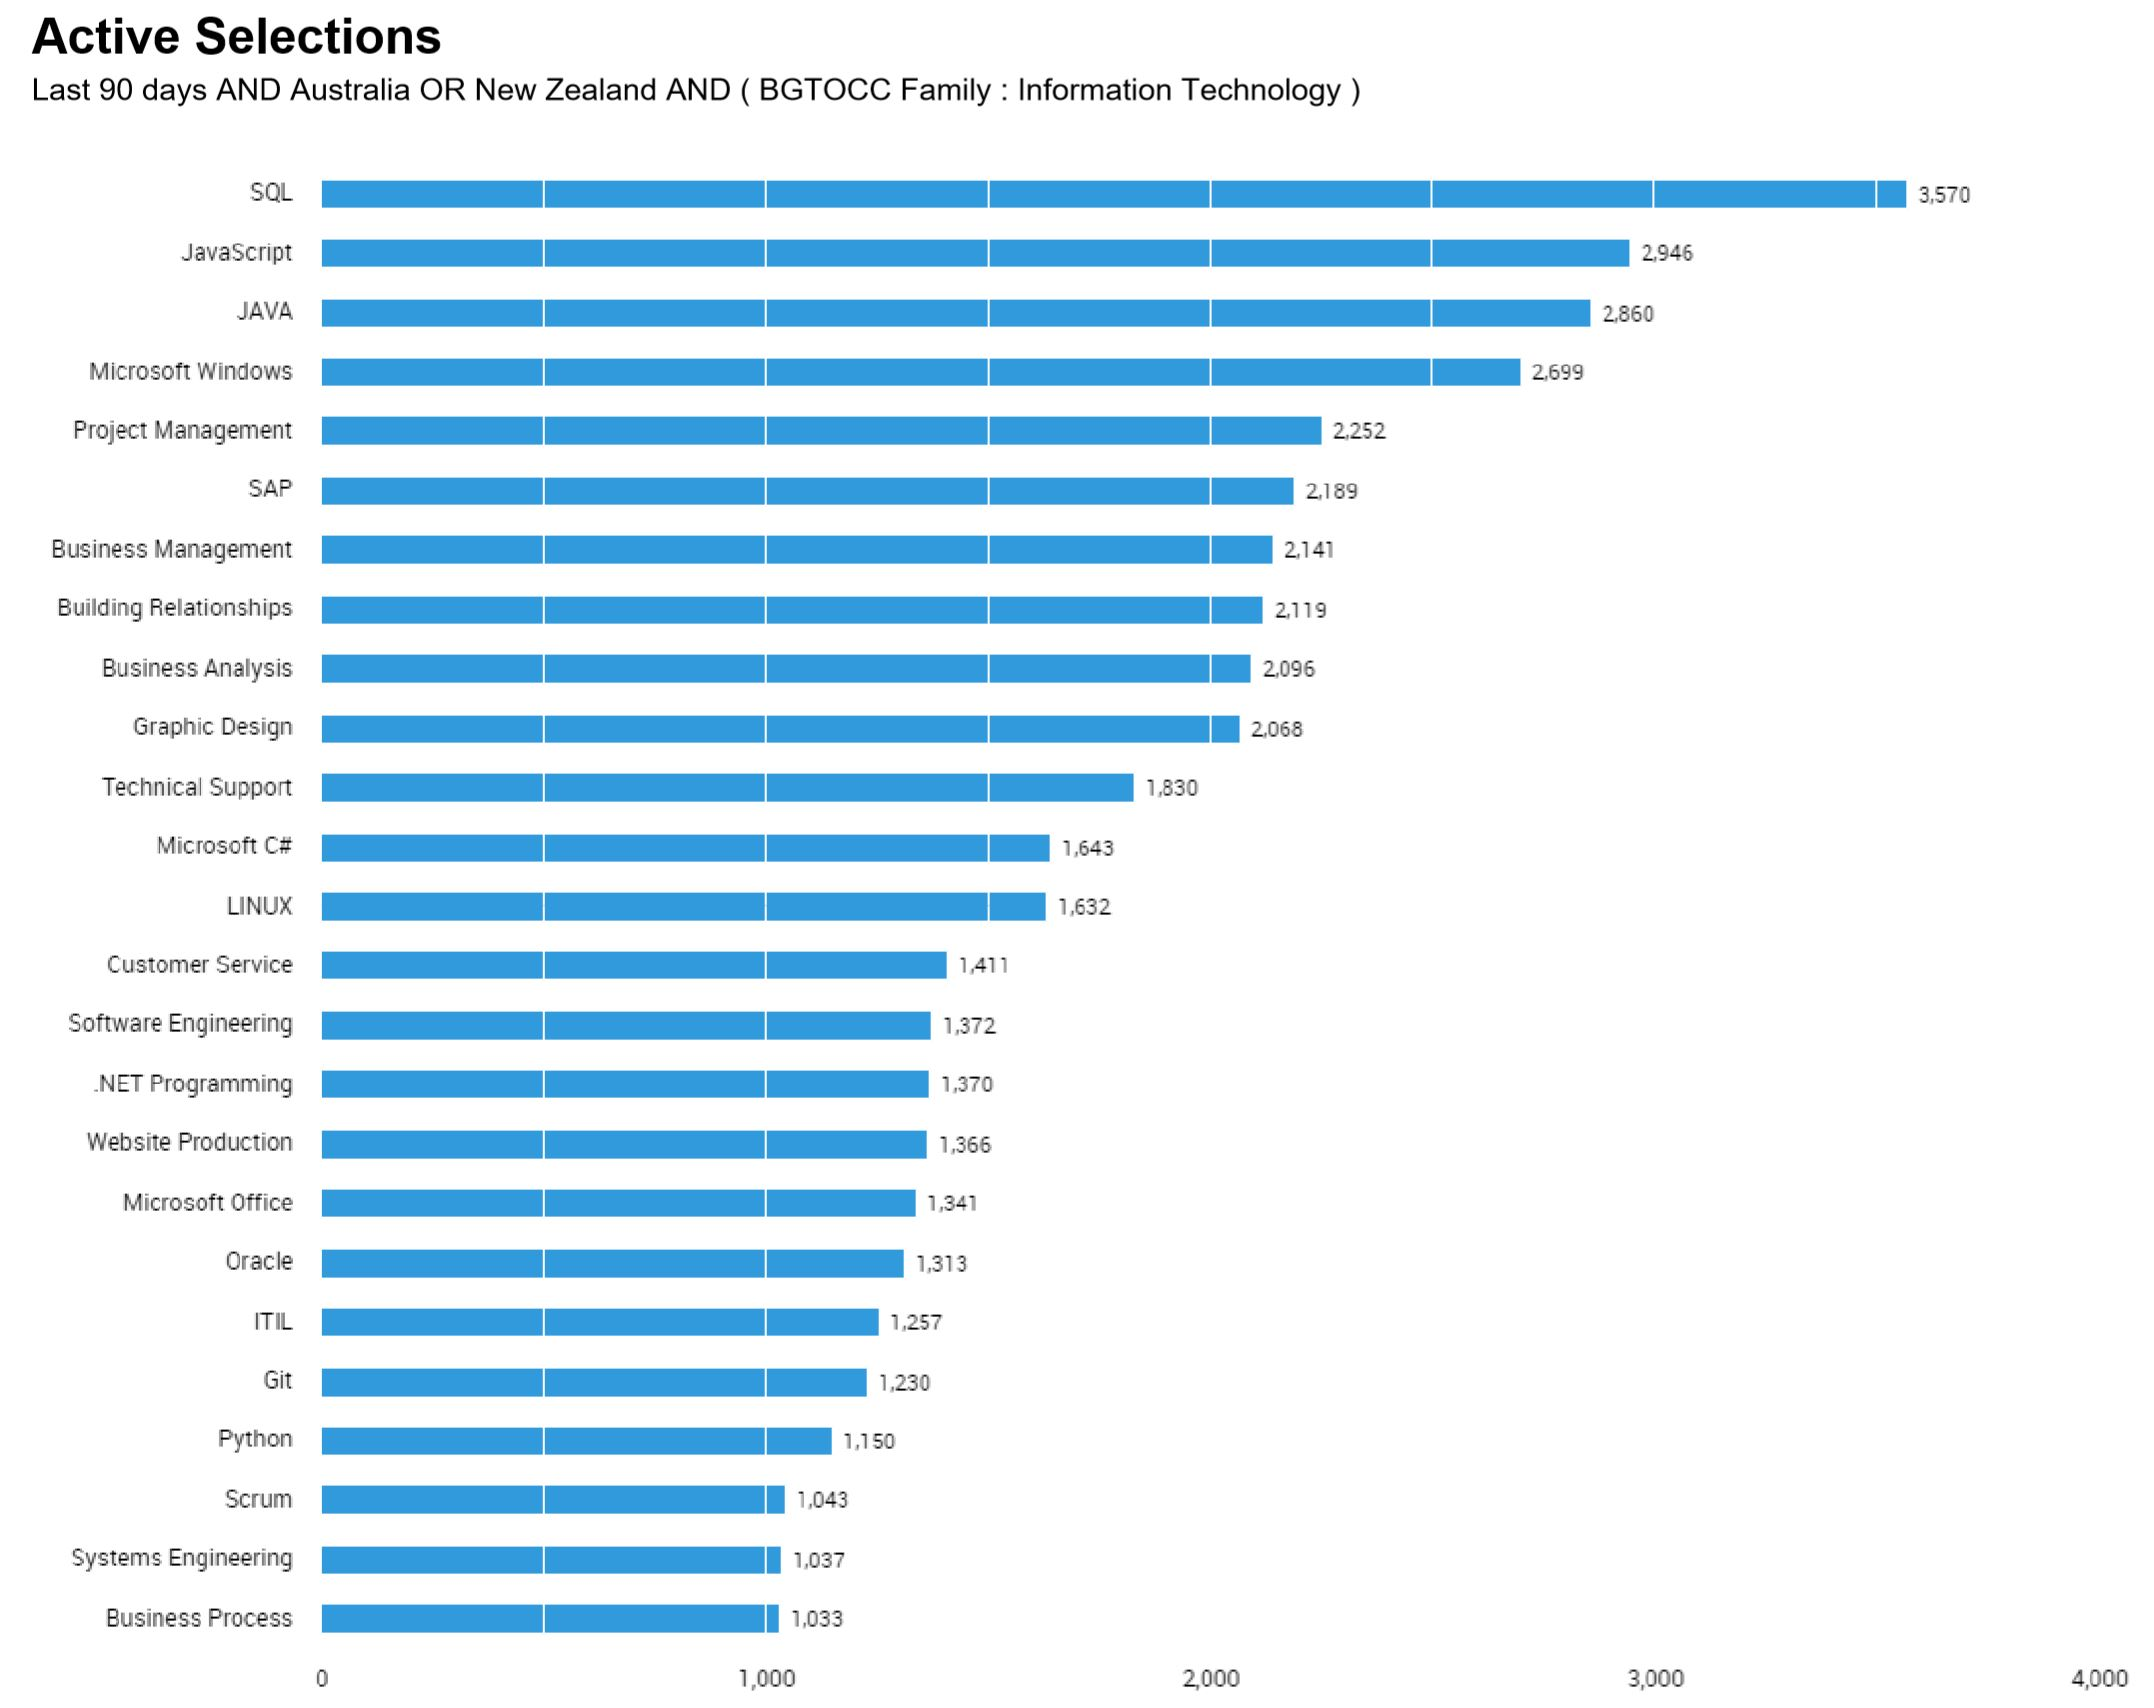 Active Selections
Last 90 days AND Australia OR New Zealand AND ( BGTOCC Family : Information Technology )
SQL 3,570
JavaScript 2,946
JAVA 2,860
Microsoft Windows 2,699
Project Management 2,252
SAP 2,189
Business Management 2,141
Building Relationships 2,119
Business Analysis 2,096
Graphic Design 2,068
Technical Support 1,830
Microsoft C# 1,643
LINUX 1,632
Customer Service 1,411
Software Engineering 1,372
.NET Programming 1,370
Website Production 1,366
Microsoft Office 1,341
Oracle 1,313
ITIL 1,257
Git 1,230
Python 1,150
Scrum 1,043
Systems Engineering 1,037
Business Process 1,033
0 1,000 2,000 3,000 4,000